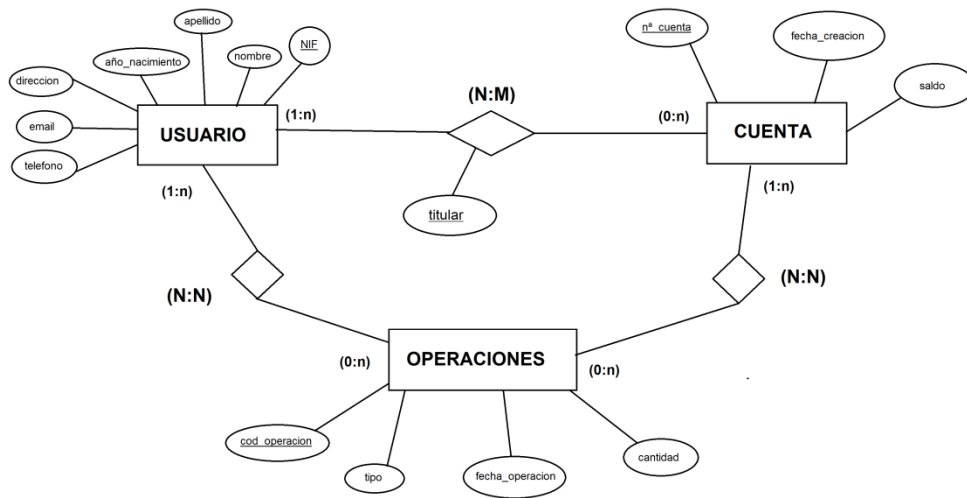 apellido
NIF
nº cuenta
fecha_creacion
año_nacimiento
nombre
direccion
saldo
(N:M)
(1:n)
(0:n)
email
USUARIO
CUENTA
telefono
(1:n)
(1:n)
titular
(N:N)
(N:N)
OPERACIONES
(0:n)
(0:n)
cod_operacion
cantidad
tipo
fecha_operacion